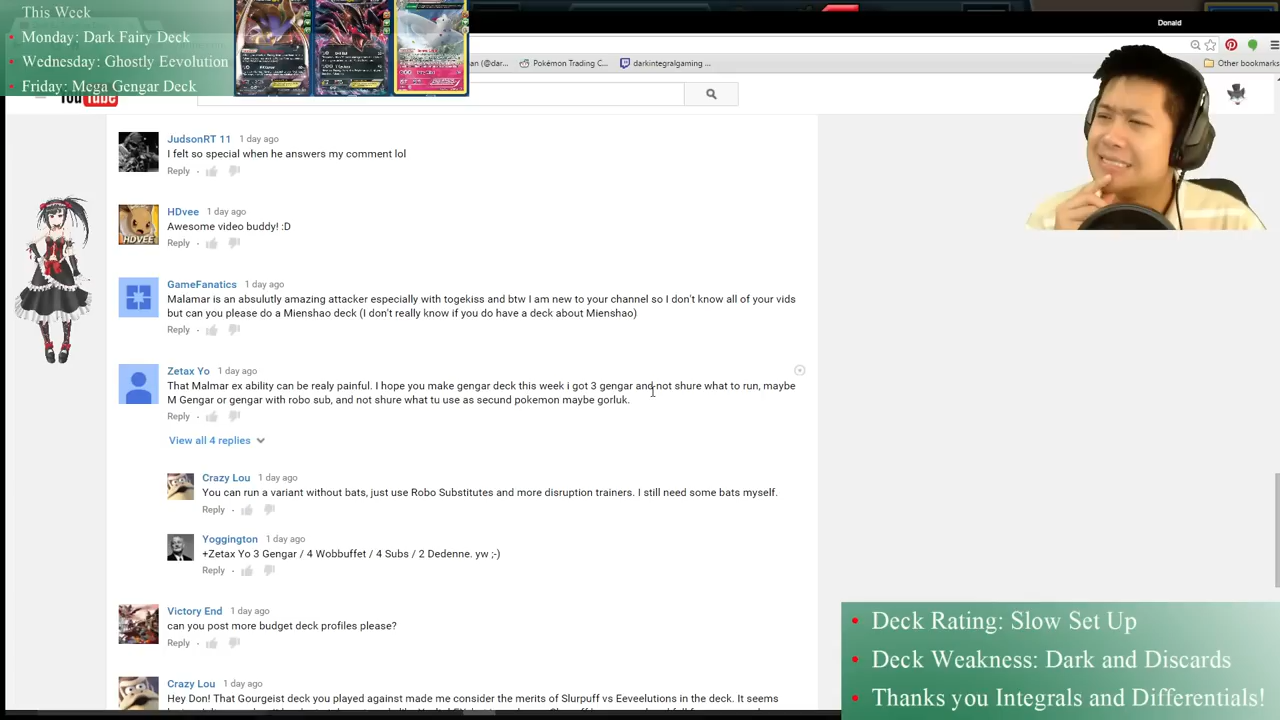 This Week
• Monday: Dark Fairy Deck
• Wednesday: Ghostly Eevolution
• Friday: Mega Gengar Deck
Donald
(@dar...
Pokémon Trading C...
darkintegralgaming
Other bookmarks
YouTube
JudsonRT 11 1 day ago
I felt so special when he answers my comment lol
Reply ·
HDvee 1 day ago
Awesome video buddy! :D
Reply ·
HDVEE
GameFanatics 1 day ago
Malamar is an absulutly amazing attacker especially with togekiss and btw I am new to your channel so I don't know all of your vids
but can you please do a Mienshao deck (I don't really know if you do have a deck about Mienshao)
Reply ·
Zetax Yo 1 day ago
That Malmar ex ability can be realy painful. I hope you make gengar deck this week i got 3 gengar and not shure what to run, maybe
M Gengar or gengar with robo sub, and not shure what tu use as secund pokemon maybe gorluk.
Reply ·
View all 4 replies
Crazy Lou 1 day ago
You can run a variant without bats, just use Robo Substitutes and more disruption trainers. I still need some bats myself.
Reply ·
Yoggington 1 day ago
+Zetax Yo 3 Gengar / 4 Wobbuffet / 4 Subs / 2 Dedenne. yw ;-)
Reply ·
Victory End 1 day ago
can you post more budget deck profiles please?
Reply ·
Crazy Lou 1 day ago
Hey Don! That Gourgeist deck you played against made me consider the merits of Slurpuff vs Eeveelutions in the deck. It seems
• Deck Rating: Slow Set Up
• Deck Weakness: Dark and Discards
• Thanks you Integrals and Differentials!